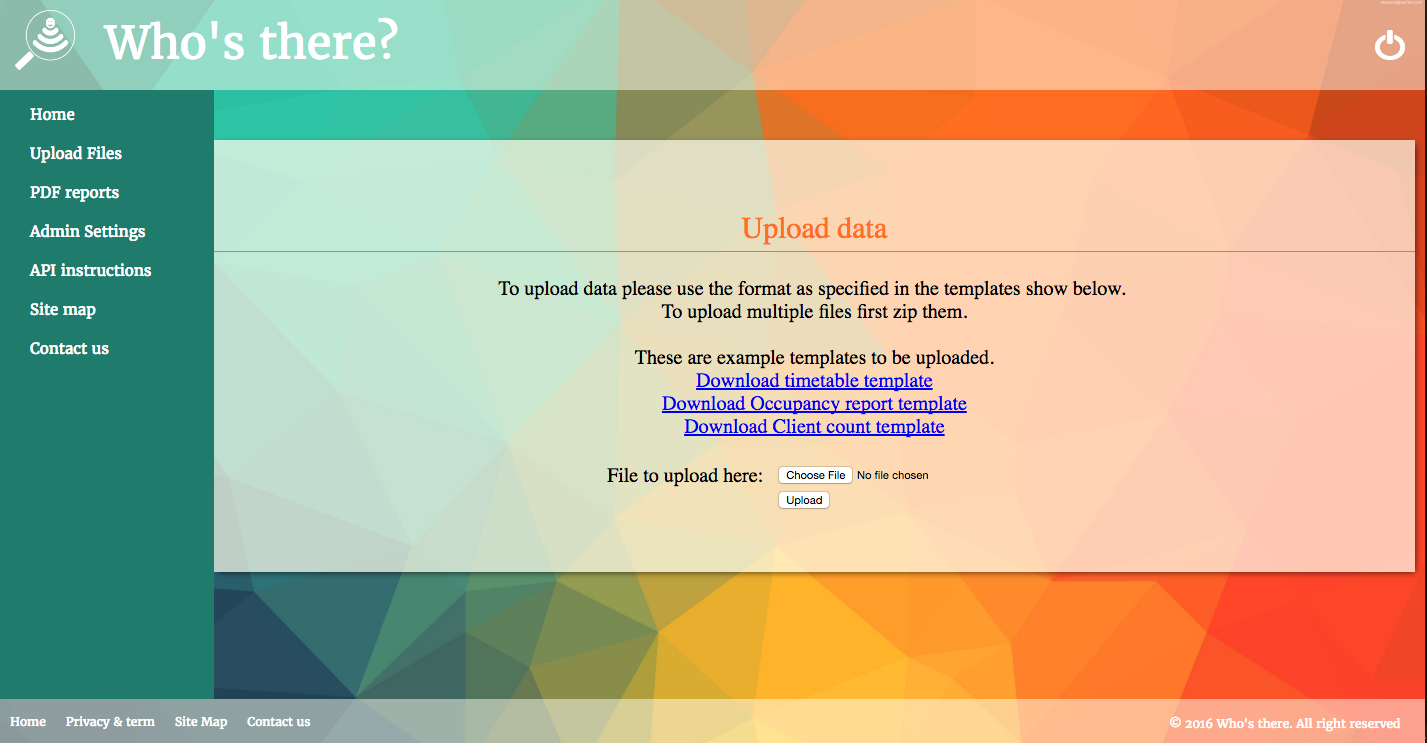 Who's there?
Home
Upload Files
PDF reports
Admin Settings
API instructions
Site map
Contact us
Upload data
To upload data please use the format as specified in the templates show below.
To upload multiple files first zip them.
These are example templates to be uploaded.
Download timetable template
Download Occupancy report template
Download Client count template
File to upload here: Choose File No file chosen
Upload
Home Privacy & term Site Map Contact us © 2016 Who's there. All right reserved